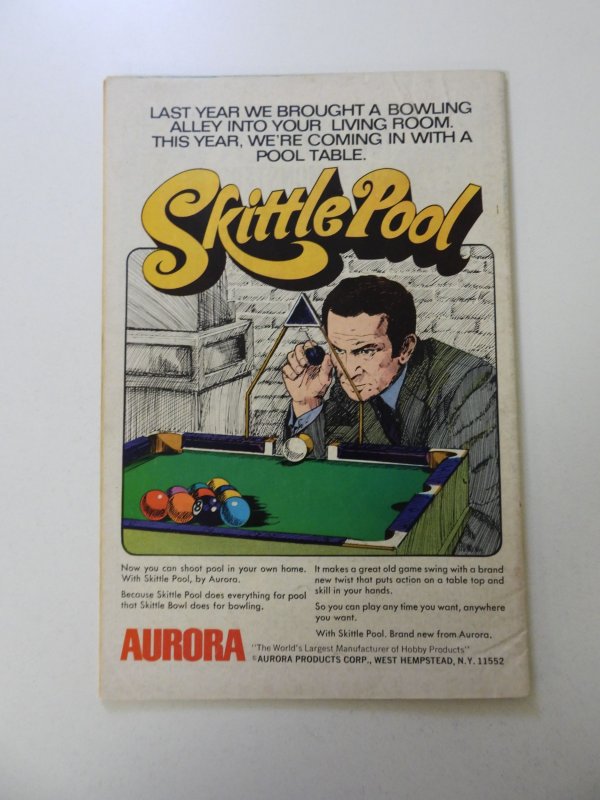 LAST YEAR WE BROUGHT A BOWLING
ALLEY INTO YOUR LIVING ROOM.
THIS YEAR, WE'RE COMING IN WITH A
POOL TABLE.
Skittle Pool
8
Now you can shoot pool in your own home.
With Skittle Pool, by Aurora.
Because Skittle Pool does everything for pool
that Skittle Bowl does for bowling.
It makes a great old game swing with a brand
new twist that puts action on a table top and
skill in your hands.
So you can play any time you want, anywhere
you want.
With Skittle Pool. Brand new from Aurora.
AURORA
"The World's Largest Manufacturer of Hobby Products"
©AURORA PRODUCTS CORP., WEST HEMPSTEAD, N.Y. 11552